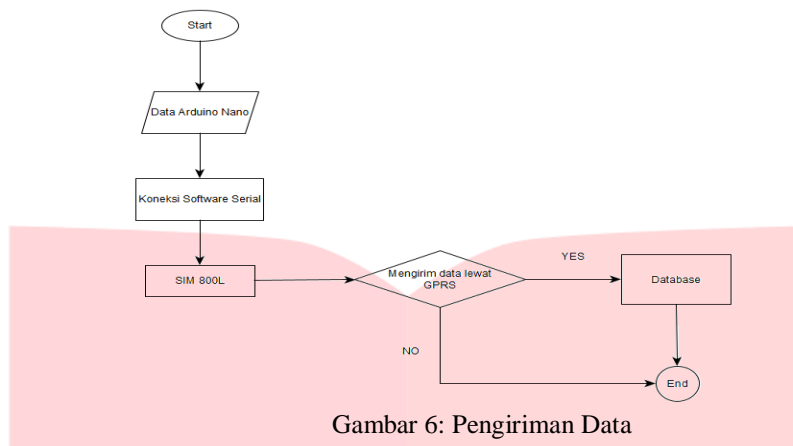 Start
Data Arduino Nano
Koneksi Software Serial
SIM 800L
Mengirim data lewat
GPRS
YES
Database
NO
End
Gambar 6: Pengiriman Data